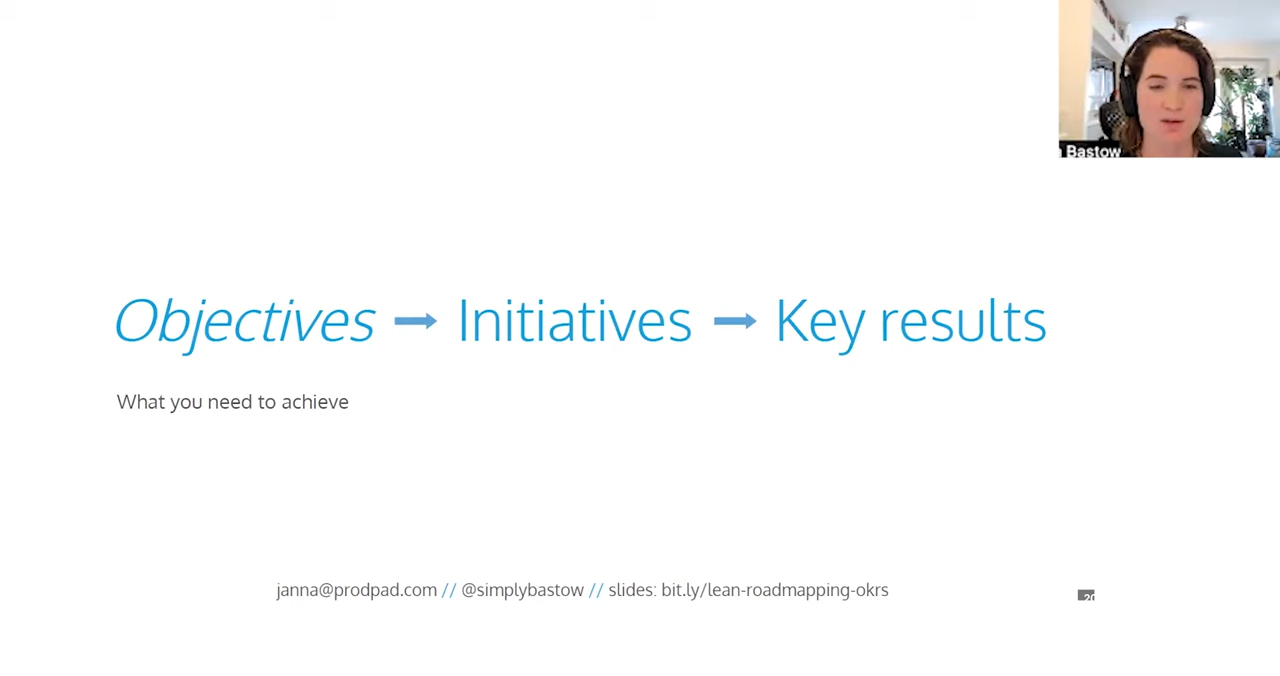 Bastow
Objectives → Initiatives → Key results
What you need to achieve
janna@prodpad.com // @simplybastow // slides: bit.ly/lean-roadmapping-okrs
20